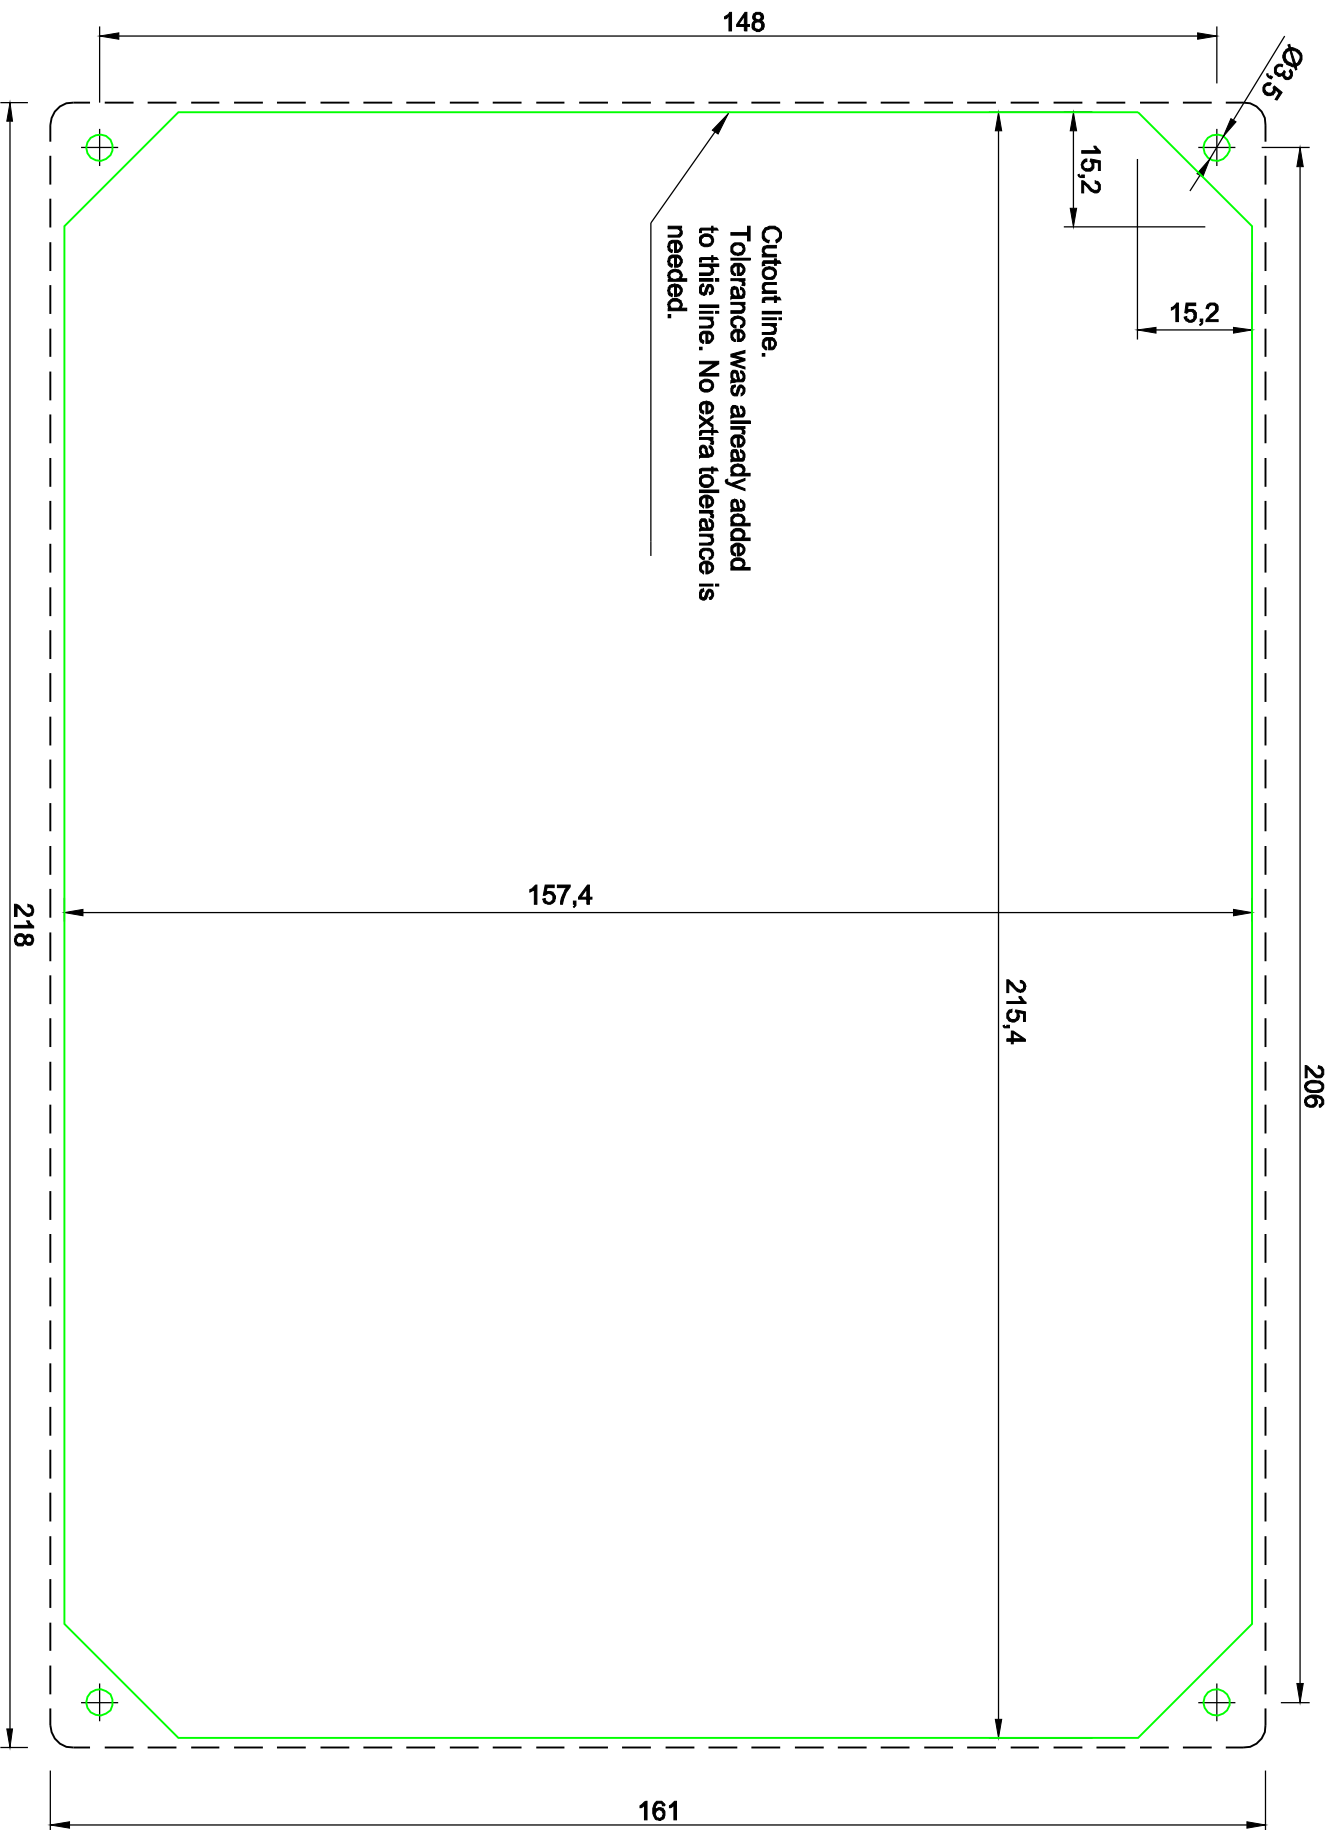 148
Ø3,5
15,2
15,2
Cutout line.
Tolerance was already added
to this line. No extra tolerance is
needed.
157,4
215,4
206
218
161